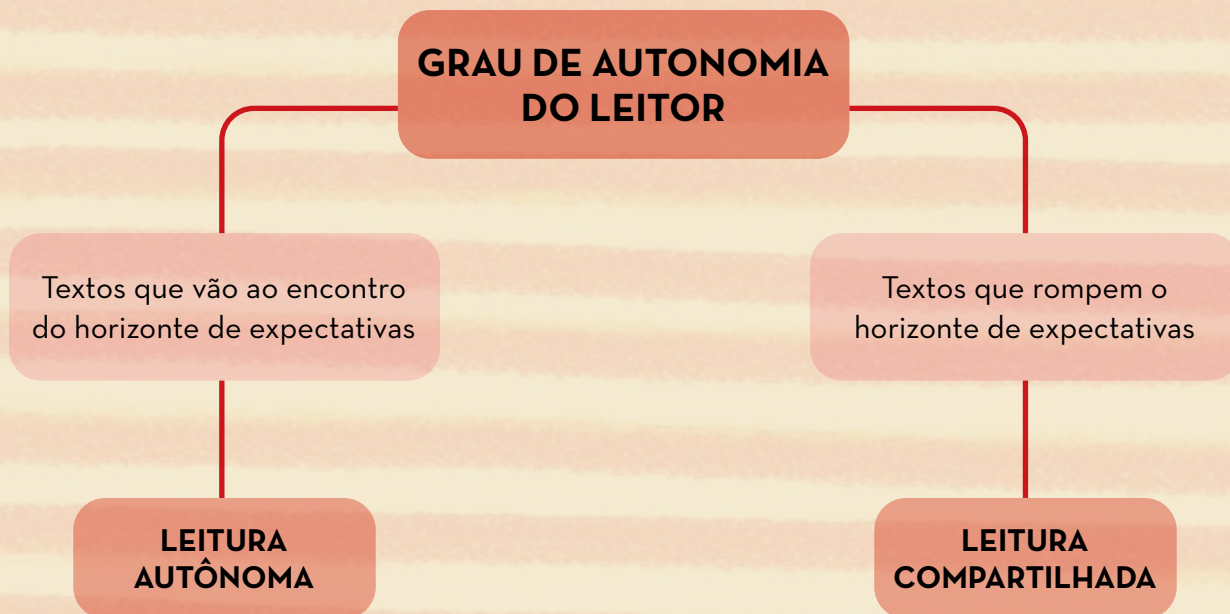 GRAU DE AUTONOMIA
DO LEITOR
Textos que vão ao encontro
do horizonte de expectativas
Textos que rompem o
horizonte de expectativas
LEITURA
AUTÔNOMA
LEITURA
COMPARTILHADA